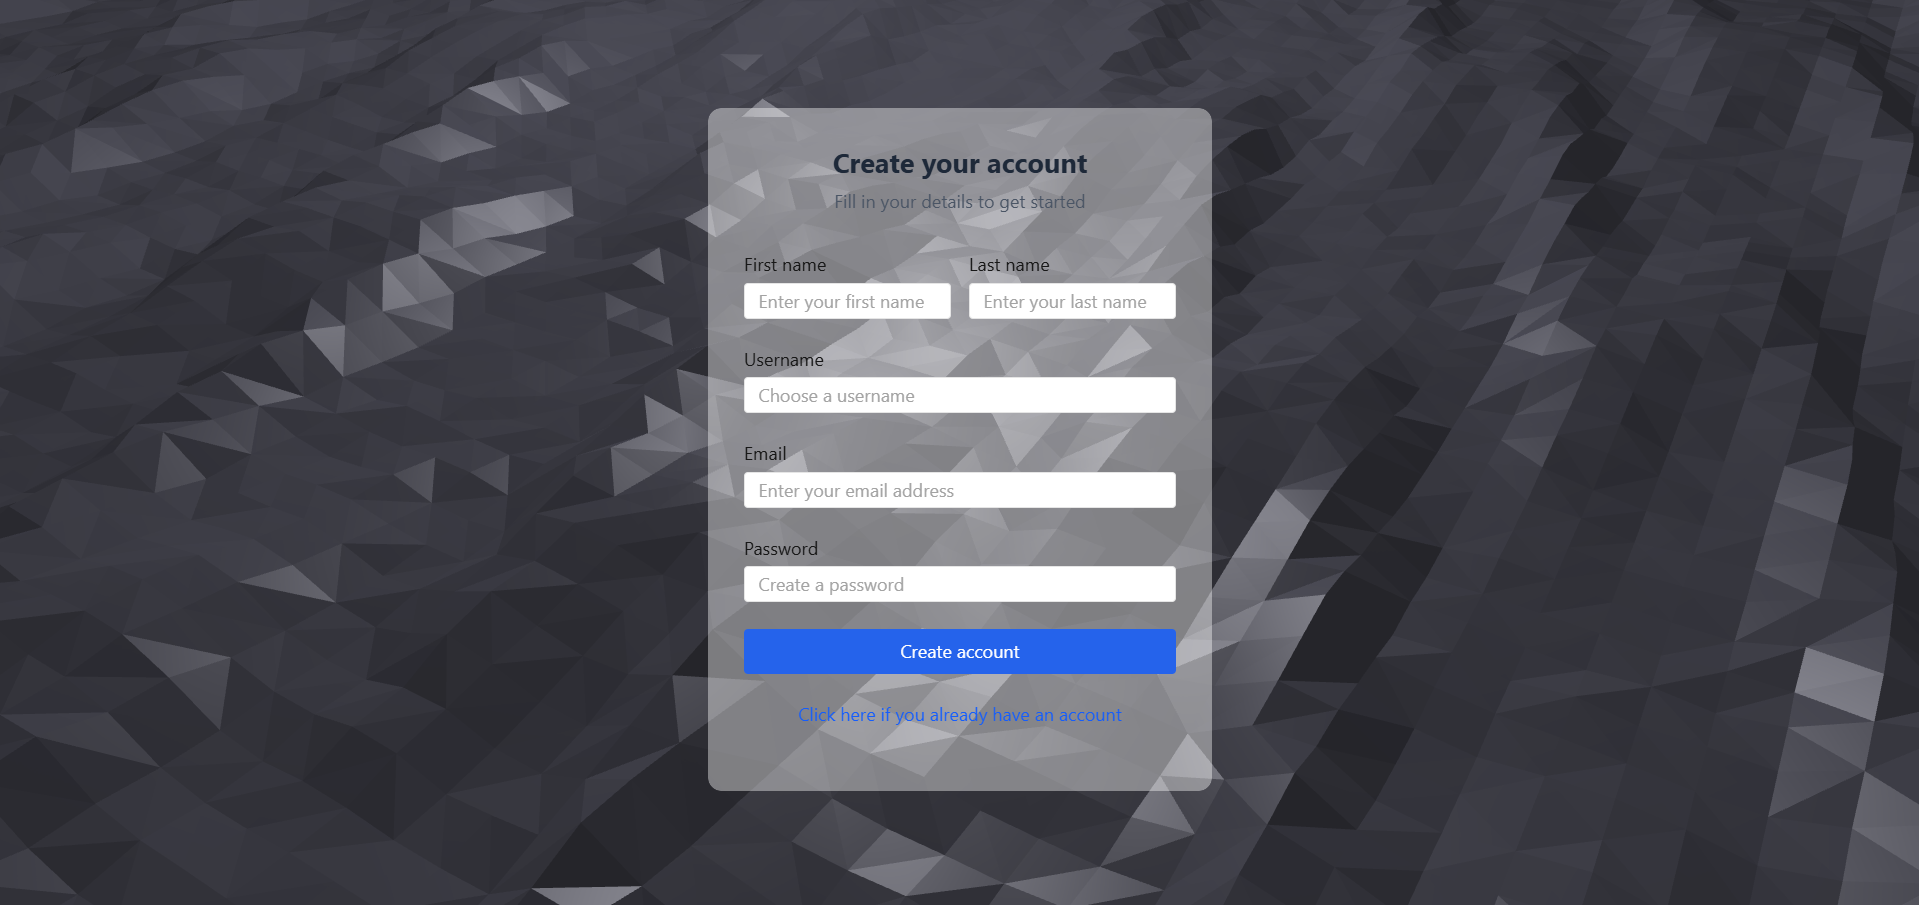 Create your account
Fill in your details to get started
First name
Last name
Enter your first name
Enter your last name
Username
Choose a username
Email
Enter your email address
Password
Create a password
Create account
Click here if you already have an account